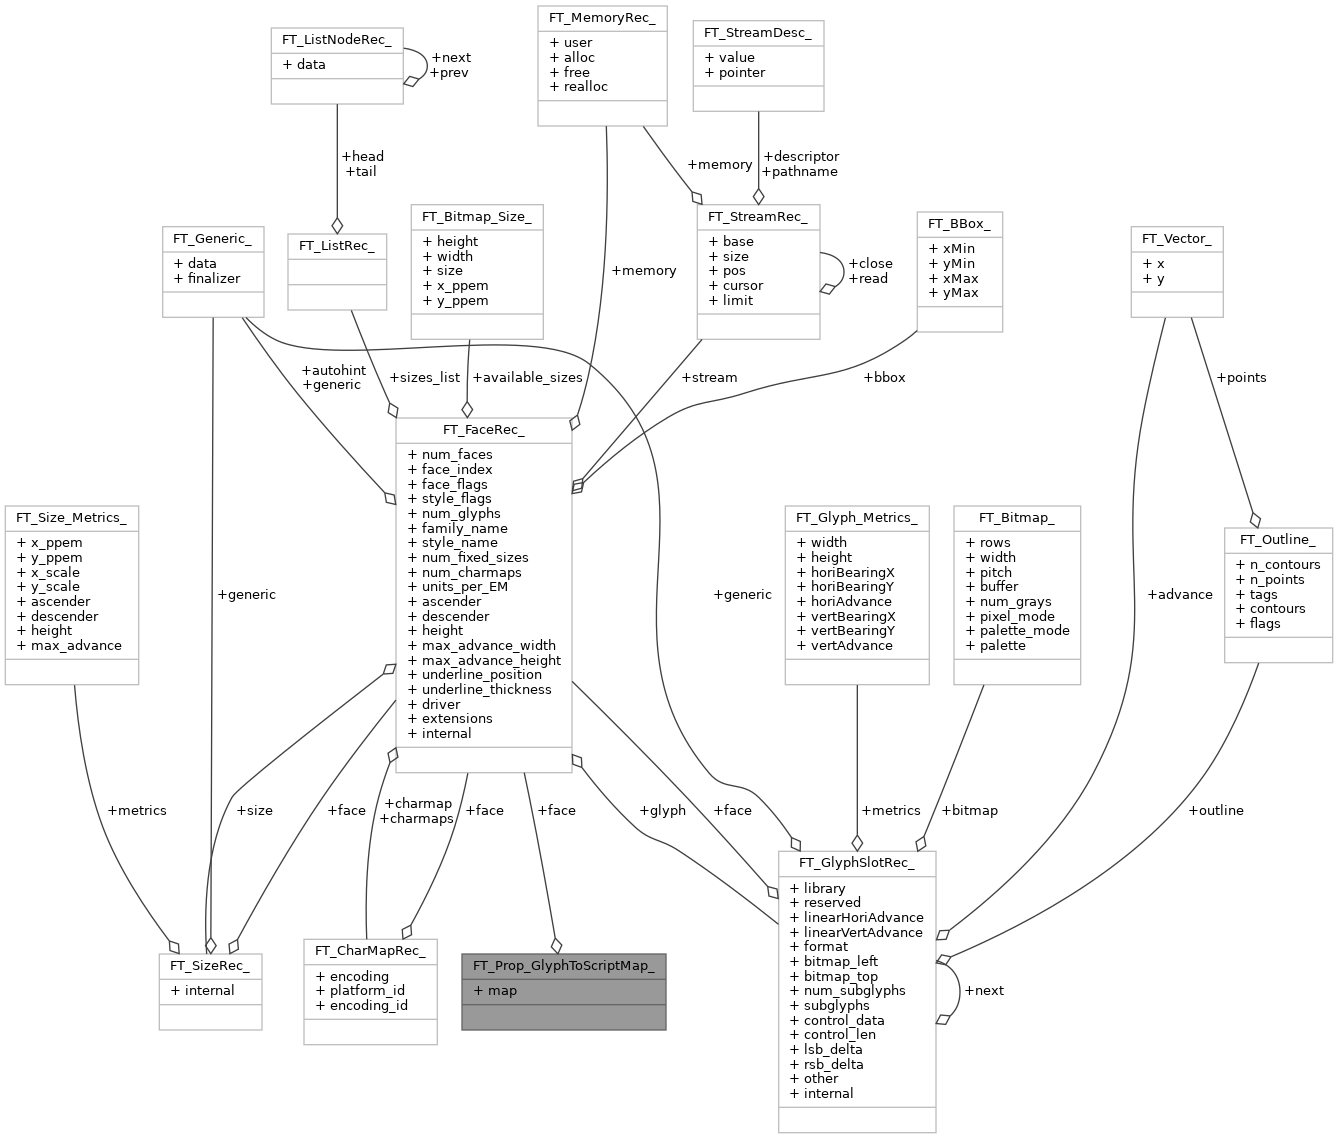 FT_MemoryRec_
+ user
+ alloc
+ free
+ realloc
FT_StreamDesc_
+ value
+ pointer
FT_ListNodeRec_
+ data
+next
+prev
+head
+tail
+memory
+descriptor
+pathname
FT_Generic_
+ data
+ finalizer
FT_ListRec_
FT_Bitmap_Size_
+ height
+ width
+ size
+ x_ppem
+ y_ppem
+memory
FT_StreamRec_
+ base
+ size
+ pos
+ cursor
+ limit
+close
+read
FT_BBox_
+ xMin
+ yMin
+ xMax
+ yMax
FT_Vector_
+ x
+ y
+autohint
+generic
+sizes_list
+available_sizes
+stream
+bbox
+points
FT_FaceRec_
+ num_faces
+ face_index
+ face_flags
+ style_flags
+ num_glyphs
+ family_name
+ style_name
+ num_fixed_sizes
+ num_charmaps
+ units_per_EM
+ ascender
+ descender
+ height
+ max_advance_width
+ max_advance_height
+ underline_position
+ underline_thickness
+ driver
+ extensions
+ internal
FT_Size_Metrics_
+ x_ppem
+ y_ppem
+ x_scale
+ y_scale
+ ascender
+ descender
+ height
+ max_advance
+generic
+generic
FT_Glyph_Metrics_
+ width
+ height
+ horiBearingX
+ horiBearingY
+ horiAdvance
+ vertBearingX
+ vertBearingY
+ vertAdvance
FT_Bitmap_
+ rows
+ width
+ pitch
+ buffer
+ num_grays
+ pixel_mode
+ palette_mode
+ palette
+advance
FT_Outline_
+ n_contours
+ n_points
+ tags
+ contours
+ flags
+metrics
+size
+face
+charmap
+charmaps
+face
+face
+glyph
+face
+metrics
+bitmap
+outline
FT_SizeRec_
+ internal
FT_CharMapRec_
+ encoding
+ platform_id
+ encoding_id
FT_Prop_GlyphToScriptMap_
+ map
FT_GlyphSlotRec_
+ library
+ reserved
+ linearHoriAdvance
+ linearVertAdvance
+ format
+ bitmap_left
+ bitmap_top
+ num_subglyphs
+ subglyphs
+ control_data
+ control_len
+ lsb_delta
+ rsb_delta
+ other
+ internal
+next